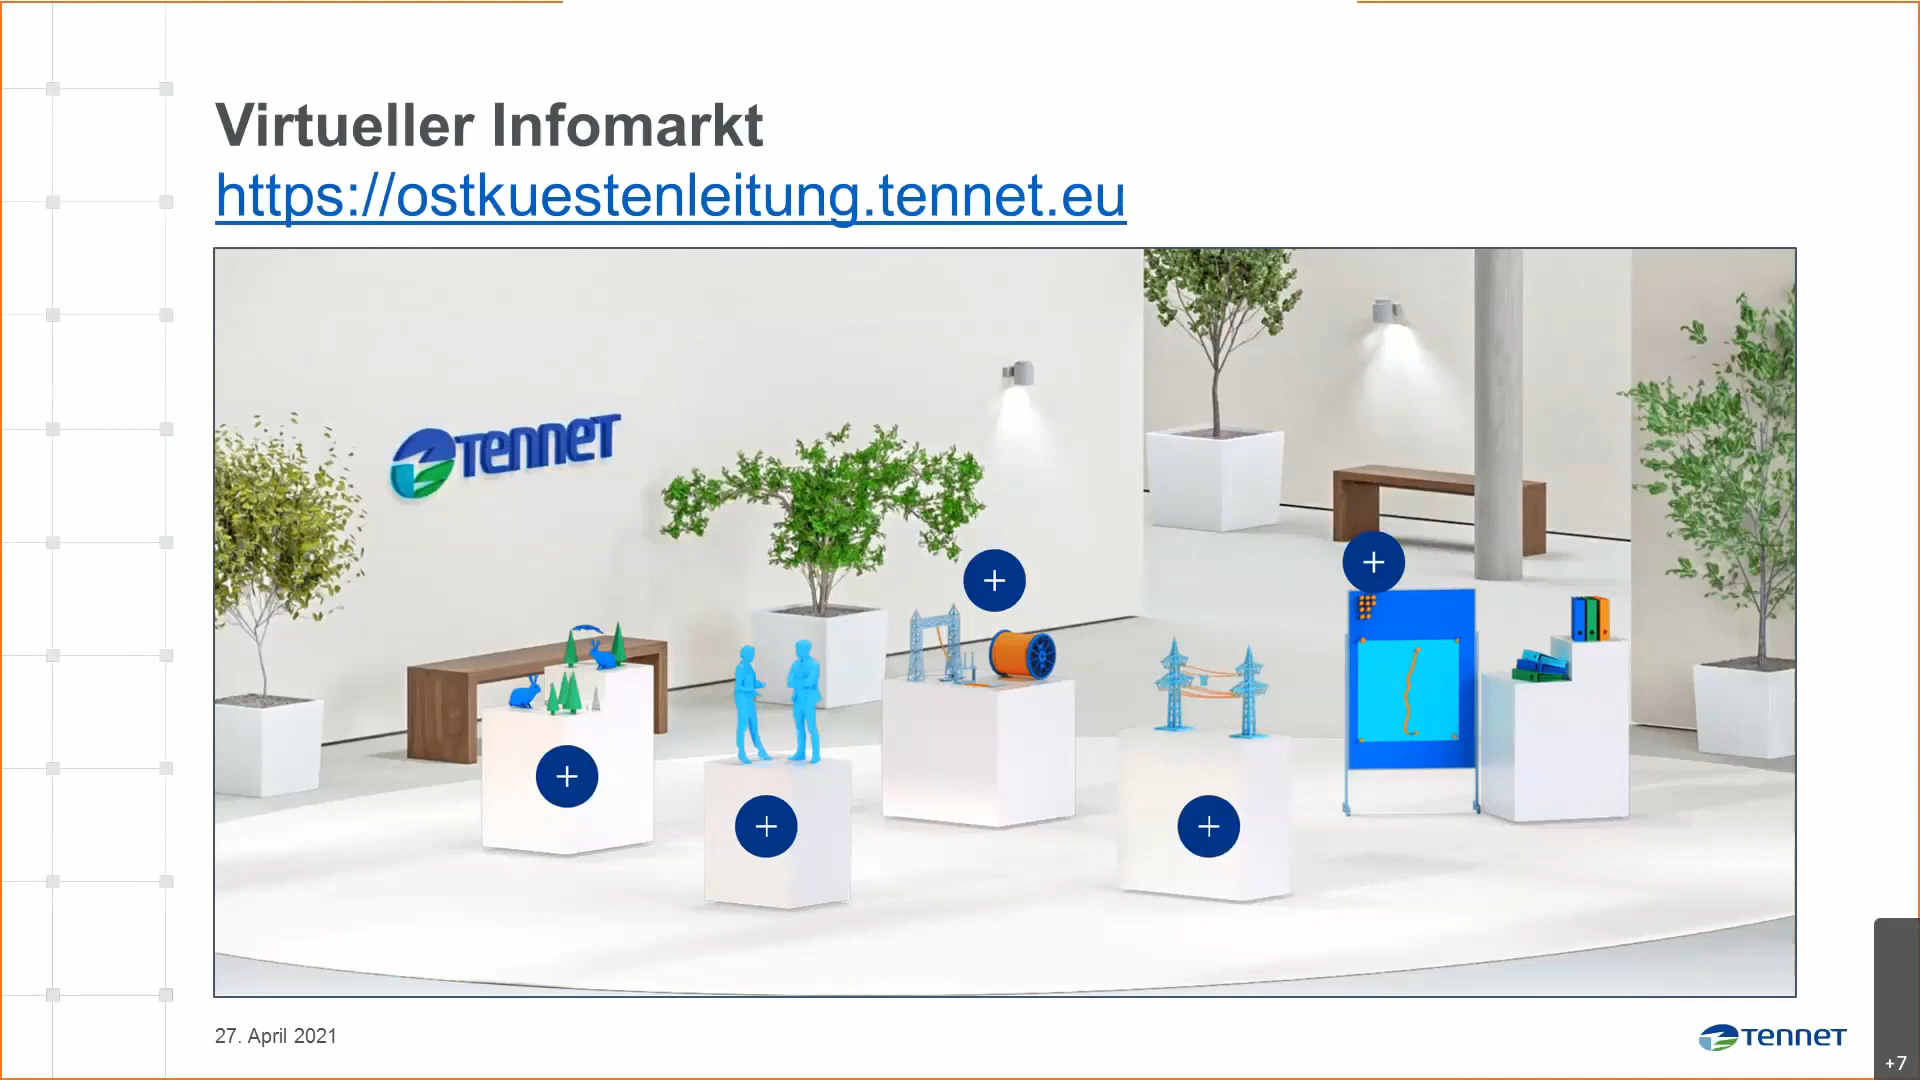 Virtueller Infomarkt
https://ostkuestenleitung.tennet.eu
TenneT
27. April 2021
TenneT
+7